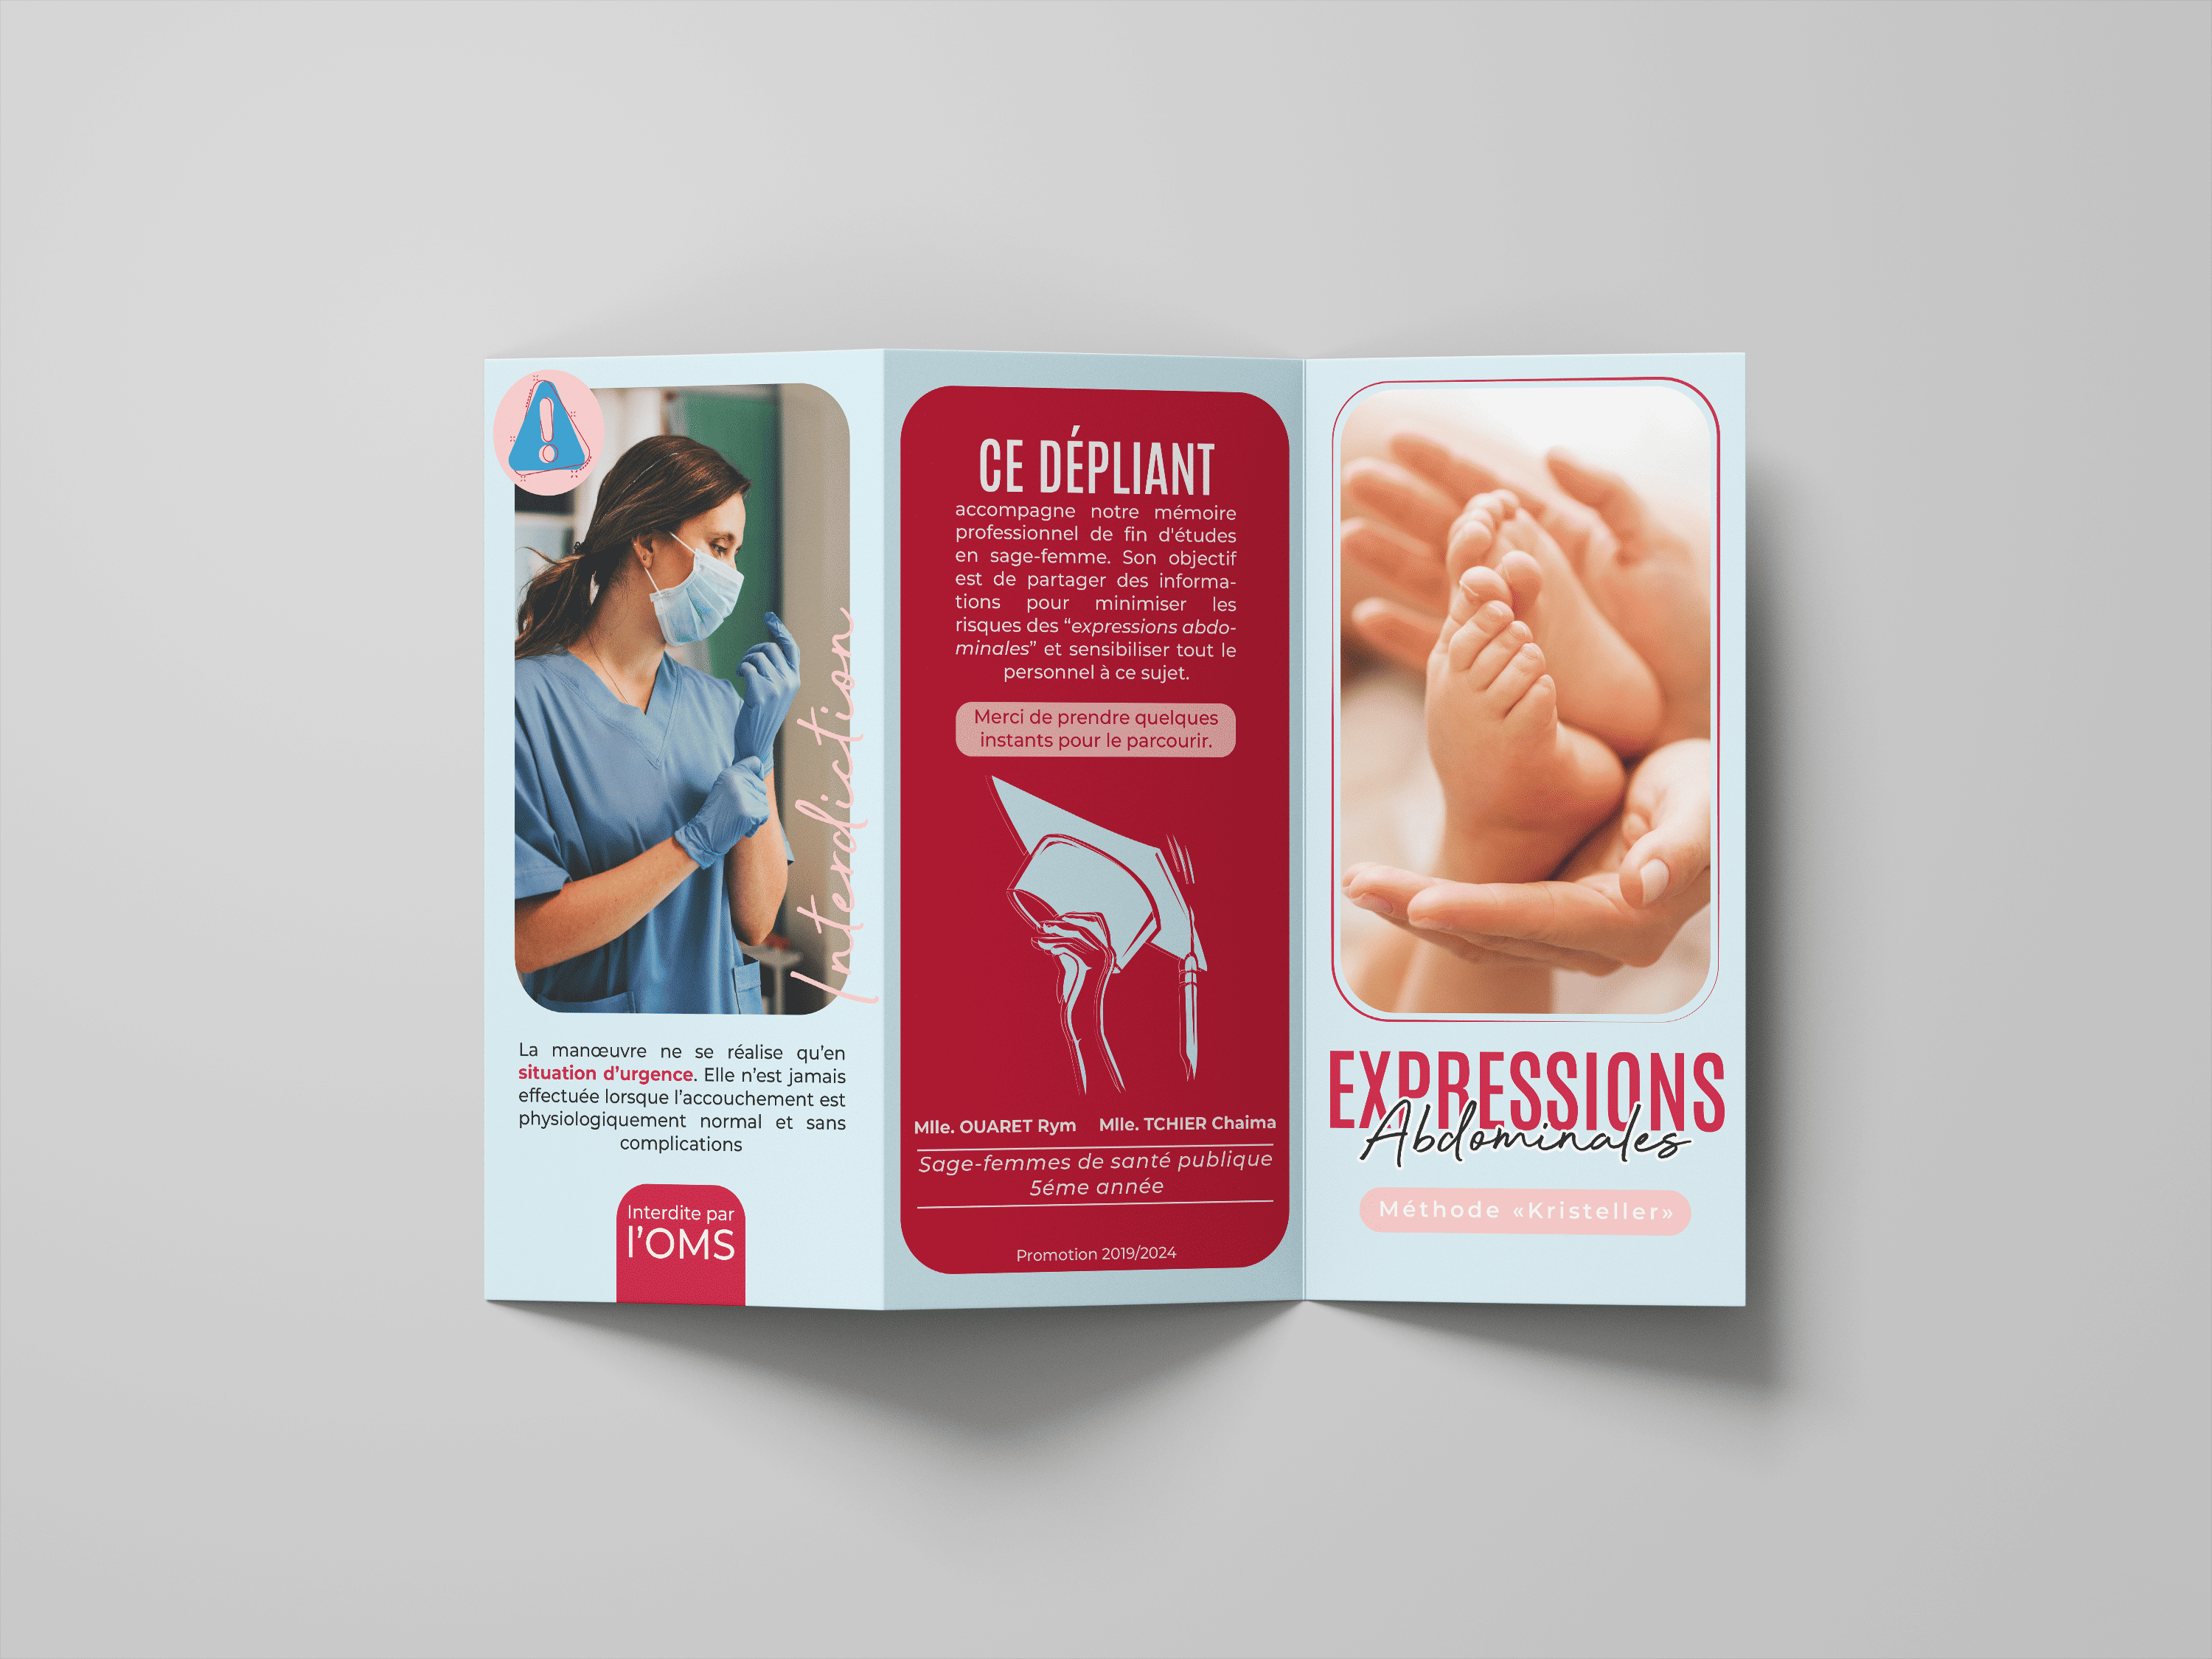 Interdiction
La manœuvre ne se réalise qu'en
situation d'urgence. Elle n'est jamais
effectuée lorsque l'accouchement est
physiologiquement normal et sans
complications
Interdite par
l'OMS
CE DÉPLIANT
accompagne notre mémoire
professionnel de fin d'études
en sage-femme. Son objectif
est de partager des informa-
tions pour minimiser les
risques des “expressions abdo-
minales” et sensibiliser tout le
personnel à ce sujet.
Merci de prendre quelques
instants pour le parcourir.
Mlle. OUARET Rym Mlle. TCHIER Chaima
Sage-femmes de santé publique
5éme année
Promotion 2019/2024
EXPRESSIONS
Abdominales
Méthode «Kristeller»